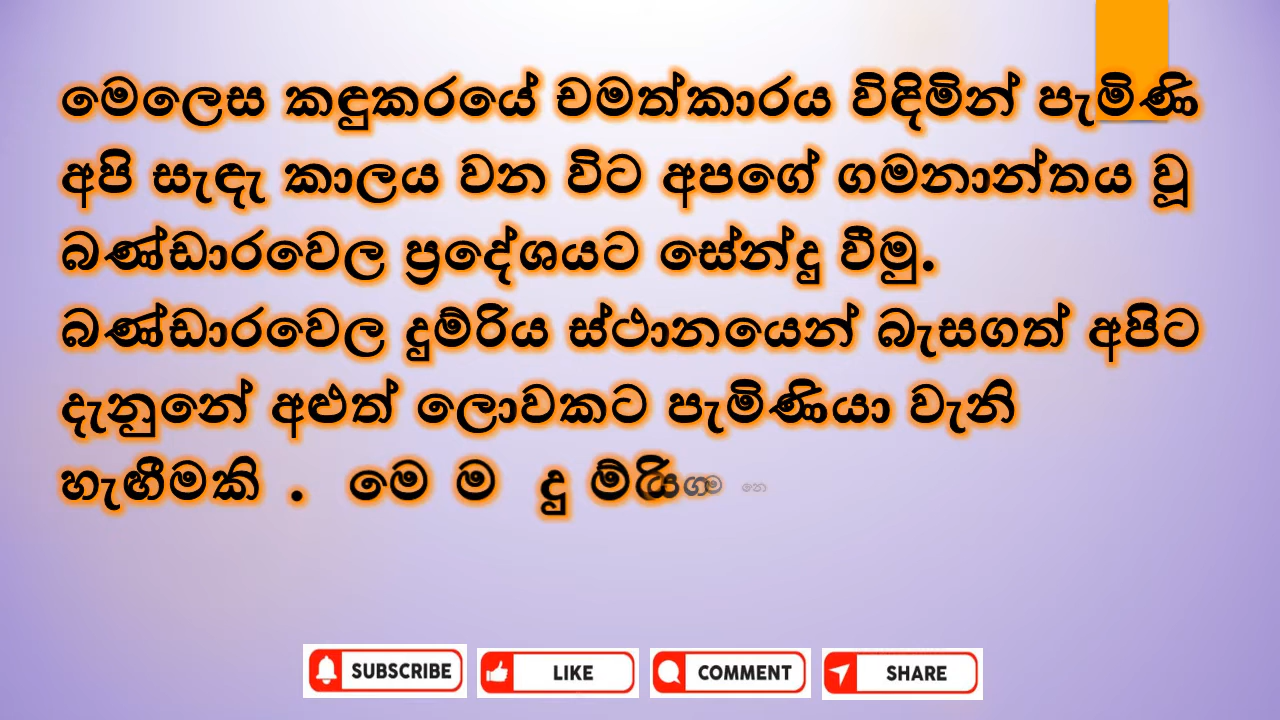 මෙලෙස කඳුකරයේ චමත්කාරය විඳිමින් පැමිණි
අපි සැඳෑ කාලය වන විට අපගේ ගමනාන්තය වූ
බණ්ඩාරවෙල ප්‍රදේශයට සේන්දු වීමු.
බණ්ඩාරවෙල දුම්රිය ස්ථානයෙන් බැසගත් අපිට
දැනුනේ අළුත් ලොවකට පැමිණියා වැනි
හැඟීමකි . මෙ ම දු ම්රිය
SUBSCRIBE LIKE COMMENT SHARE